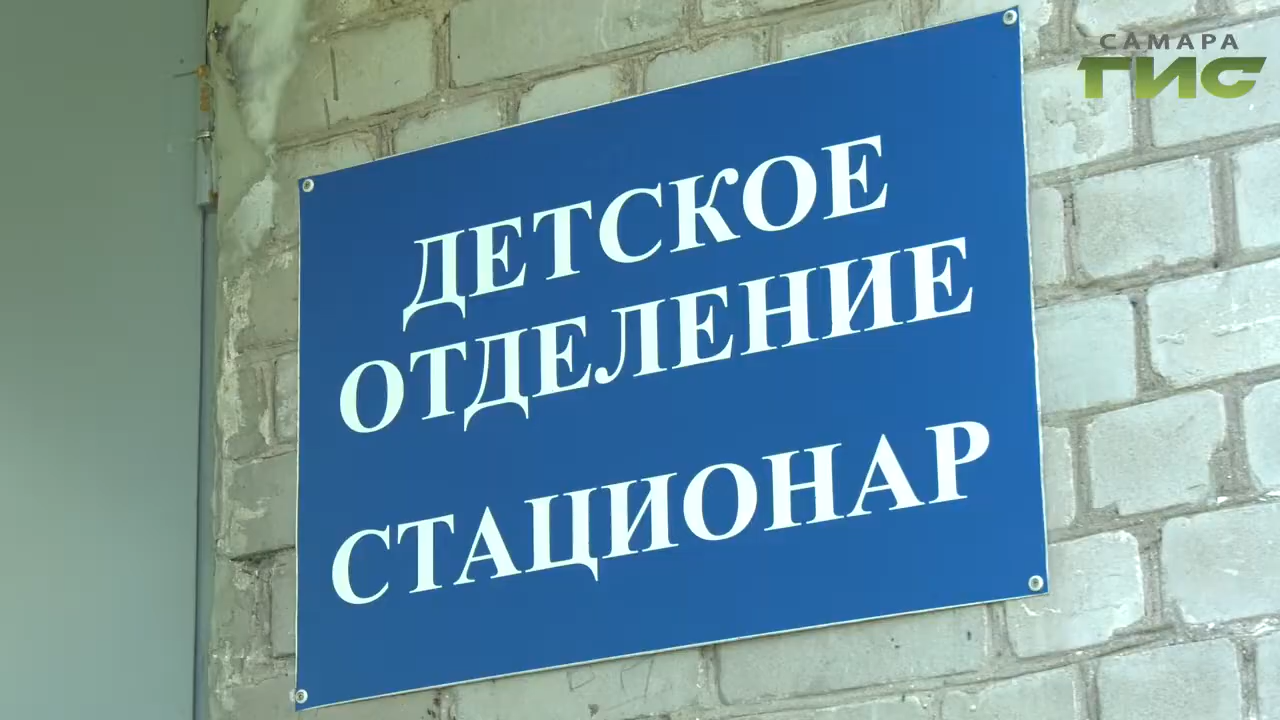 САМАРА
ГИС
ДЕТСКОЕ
ОТДЕЛЕНИЕ
СТАЦИОНАР